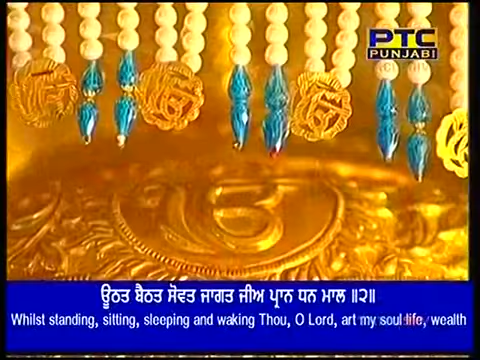 PTC
PUNJABI
ਊਠਤ ਬੈਠਤ ਸੋਵਤ ਜਾਗਤ ਜੀਅ ਪ੍ਰਾਨ ਧਨ ਮਾਲ ॥੨॥
Whilst standing, sitting, sleeping and waking Thou, O Lord, art my soul life, wealth